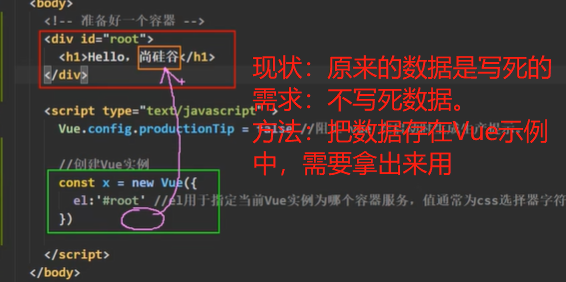 <body>
<!-- 准备好一个容器 -->
<div id="root">
<h1>Hello, 尚硅谷</h1>
</div>
现状：原来的数据是写死的
需求：不写死数据。
方法：把数据存在Vue示例
中，需要拿出来用
<script type="text/javascript" >
Vue.config.productionTip = false //阻
//创建Vue实例
const x = new Vue({
el:'#root' //el用于指定当前Vue实例为哪个容器服务，值通常为css选择器字符
})
</script>
</body>